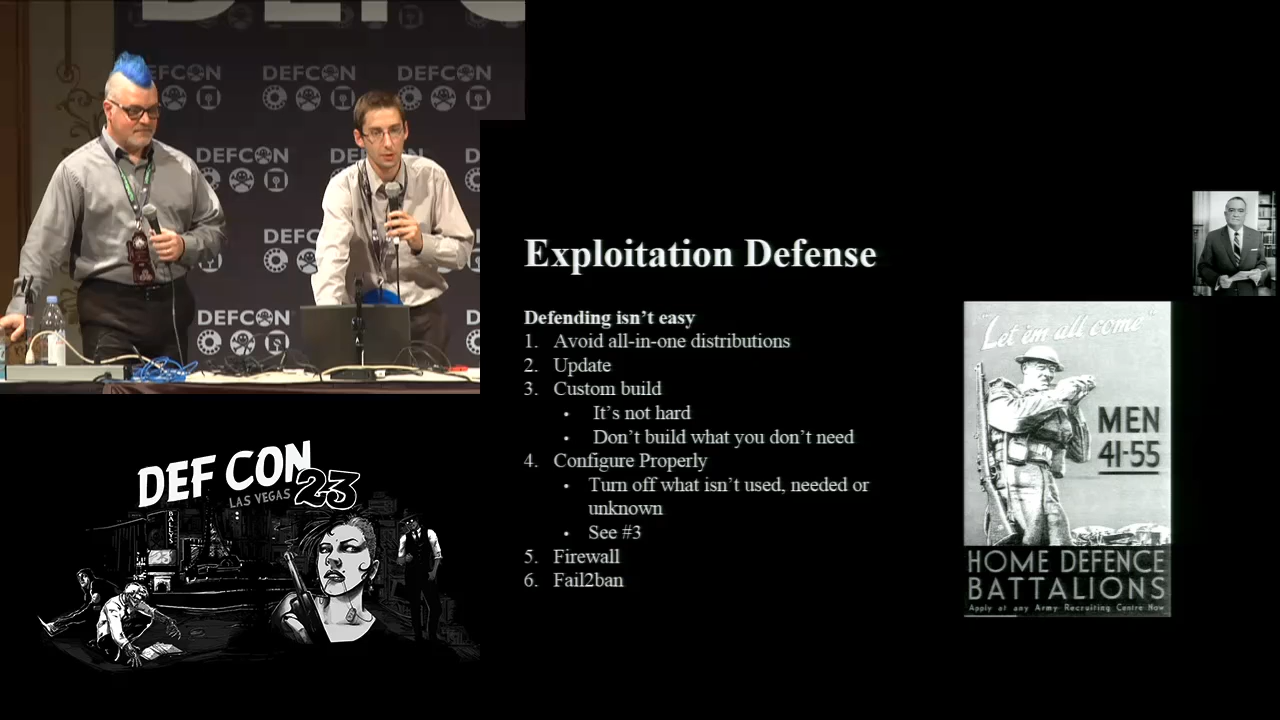 DEFCON
DEFCON
DEFCON
DEFCON
DEFCON
DEF CON
23
LAS VEGAS
BALLYS
Exploitation Defense
Defending isn't easy
1. Avoid all-in-one distributions
2. Update
3. Custom build
• It's not hard
• Don't build what you don't need
4. Configure Properly
• Turn off what isn't used, needed or
unknown
• See #3
5. Firewall
6. Fail2ban
"Let 'em all come"
MEN
41-55
HOME DEFENCE
BATTALIONS
Apply at any Army Recruiting Centre Now